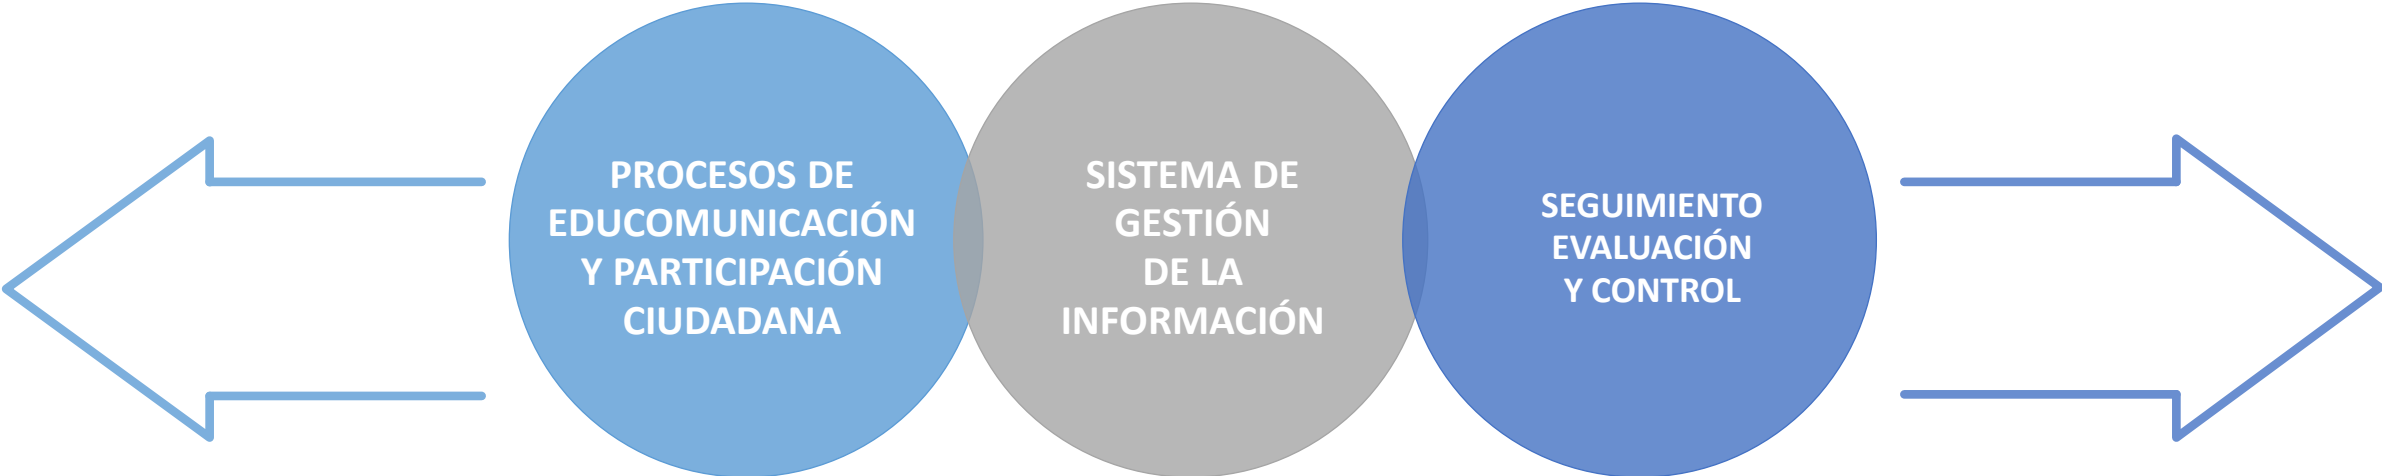 PROCESOS DE
EDUCOMUNICACIÓN
Y PARTICIPACIÓN
CIUDADANA
SISTEMA DE
GESTIÓN
DE LA
INFORMACIÓN
SEGUIMIENTO
EVALUACIÓN
Y CONTROL